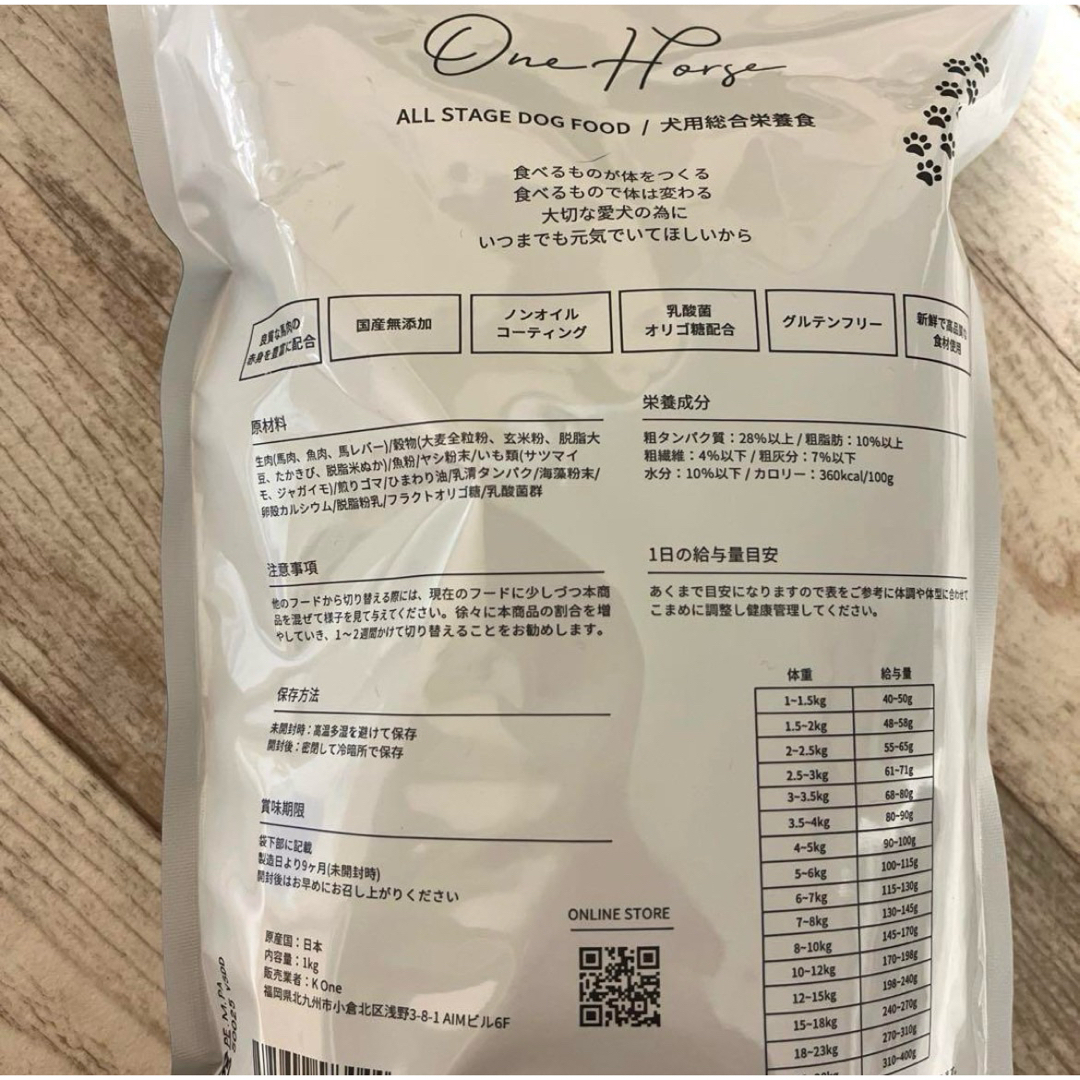 One Horse
ALL STAGE DOG FOOD / 犬用総合栄養食
食べるものが体をつくる
食べるもので体は変わる
大切な愛犬の為に
いつまでも元気でいてほしいから
良質な馬肉の
赤身を豊富に配合
国産無添加
ノンオイル
コーティング
乳酸菌
オリゴ糖配合
グルテンフリー
新鮮で高品質な
食材使用
原材料
生肉(馬肉、魚肉、馬レバー)/穀物(大麦全粒粉、玄米粉、脱脂大
豆、たかきび、脱脂米ぬか)/魚粉/ヤシ粉末/いも類(サツマイ
モ、ジャガイモ)/煎りゴマ/ひまわり油/乳清タンパク/海藻粉末/
卵殻カルシウム/脱脂粉乳/フラクトオリゴ糖/乳酸菌群
栄養成分
粗タンパク質：28%以上 / 粗脂肪：10%以上
粗繊維：4%以下 / 粗灰分：7%以下
水分：10%以下 / カロリー：360kcal/100g
注意事項
他のフードから切り替える際には、現在のフードに少しづつ本商
品を混ぜて様子を見て与えてください。徐々に本商品の割合を増
やしていき、1～2週間かけて切り替えることをお勧めします。
1日の給与量目安
あくまで目安になりますので表をご参考に体調や体型に合わせて
こまめに調整し健康管理してください。
保存方法
未開封時：高温多湿を避けて保存
開封後：密閉して冷暗所で保存
賞味期限
袋下部に記載
製造日より9ヶ月(未開封時)
開封後はお早めにお召し上がりください
原産国：日本
内容量：1kg
販売業者：K One
福岡県北九州市小倉北区浅野3-8-1 AIMビル6F
ONLINE STORE
体重 給与量
1~1.5kg 40~50g
1.5~2kg 48~58g
2~2.5kg 55~65g
2.5~3kg 61~71g
3~3.5kg 68~80g
3.5~4kg 80~90g
4~5kg 90~100g
5~6kg 100~115g
6~7kg 115~130g
7~8kg 130~145g
8~10kg 145~170g
10~12kg 170~198g
12~15kg 198~240g
15~18kg 240~270g
18~23kg 270~310g
310~400g
PE.M.PA